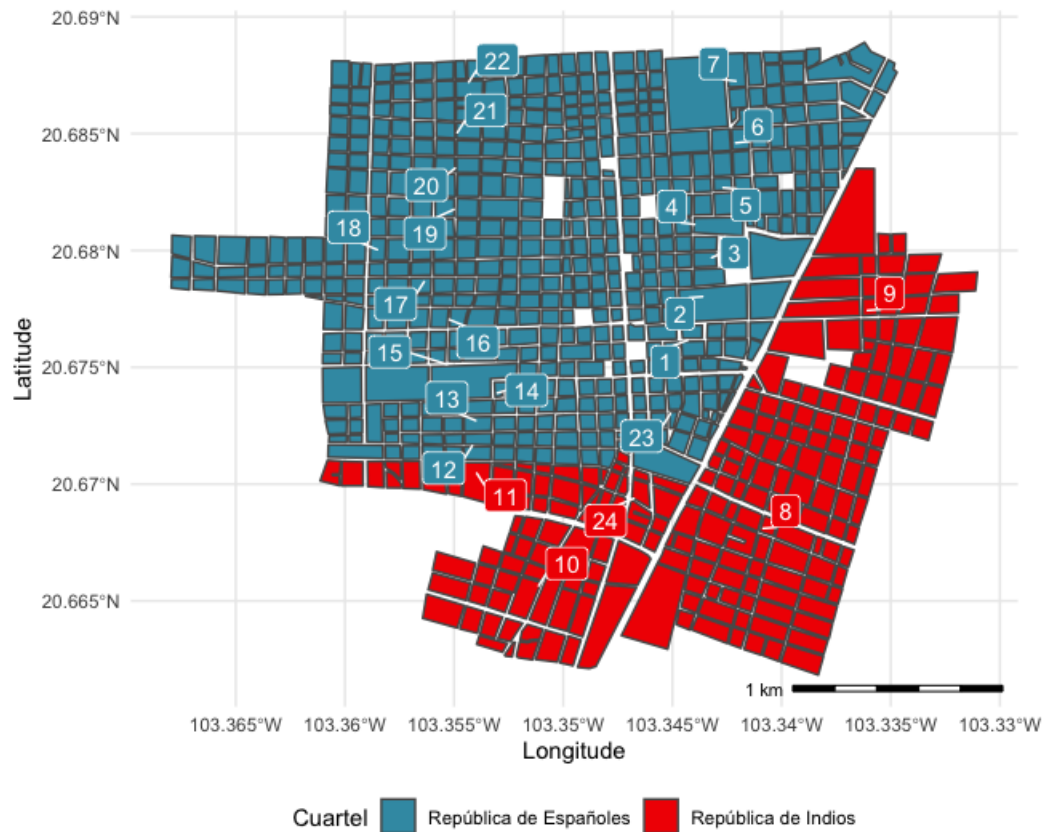 20.69°N
22
7
21
20.685°N
6
20
4
5
18
19
3
20.68°N
9
17
2
16
Latitude
15
1
20.675°N
14
13
23
12
20.67°N
11
8
24
10
20.665°N
1 km
103.365°W 103.36°W 103.355°W 103.35°W 103.345°W 103.34°W 103.335°W 103.33°W
Longitude
Cuartel República de Españoles República de Indios